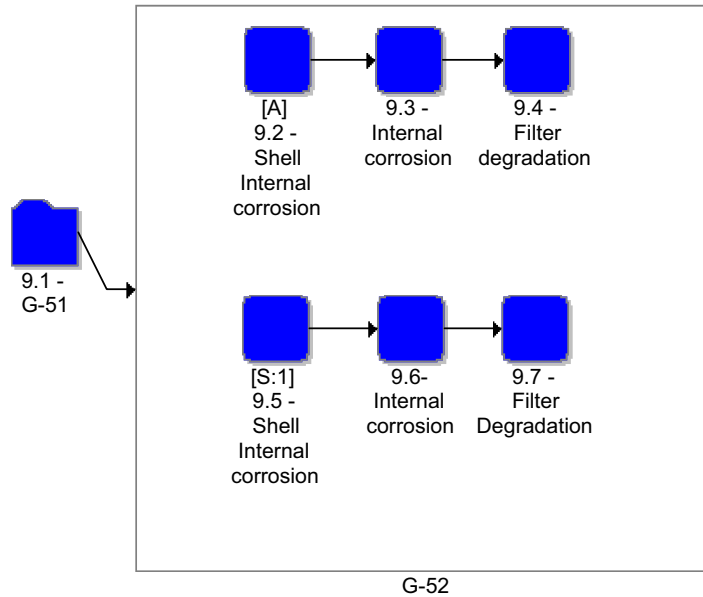 [A]
9.2 -
Shell
Internal
corrosion
9.3 -
Internal
corrosion
9.4 -
Filter
degradation
9.1 -
G-51
[S:1]
9.5 -
Shell
Internal
corrosion
9.6-
Internal
corrosion
9.7 -
Filter
Degradation
G-52